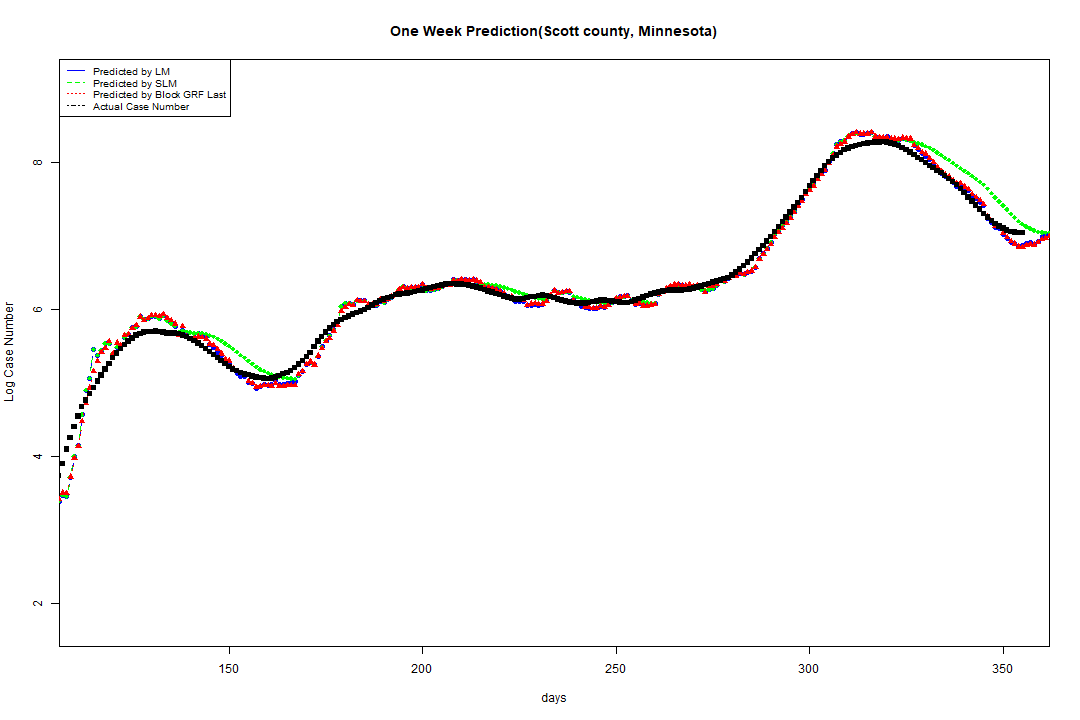 One Week Prediction(Scott county, Minnesota)
Predicted by LM
Predicted by SLM
Predicted by Block GRF Last
Actual Case Number
8
6
4
2
Log Case Number
150 200 250 300 350
days